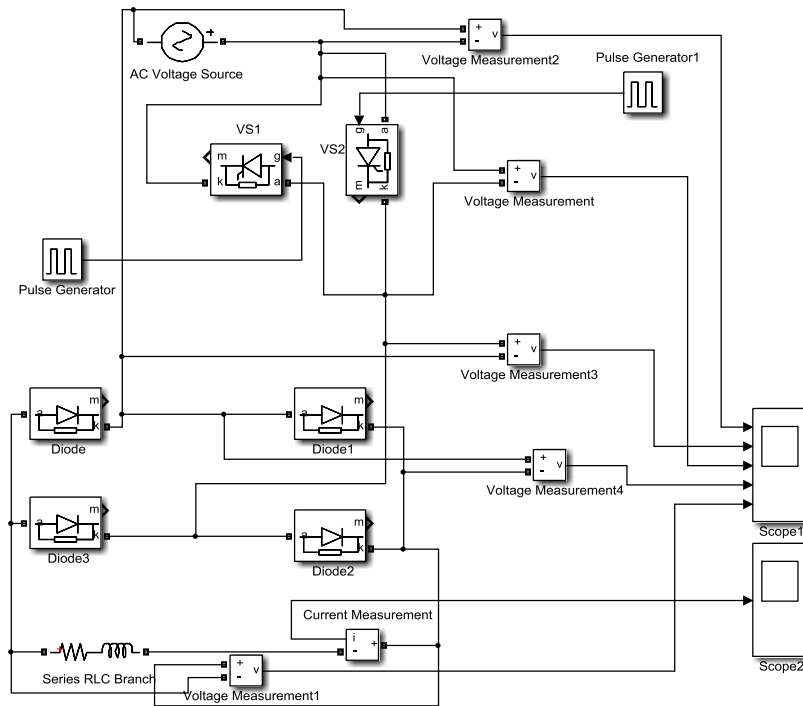 +
AC Voltage Source
+
-
v
Voltage Measurement2
Pulse Generator1
VS1
m
g
k
a
VS2
g
a
m
k
+
-
v
Voltage Measurement
Pulse Generator
+
-
v
Voltage Measurement3
m
a
k
Diode
m
a
k
Diode1
+
-
v
Voltage Measurement4
m
a
k
Diode3
m
a
k
Diode2
Scope1
Current Measurement
i
+
-
Series RLC Branch
+
-
v
Voltage Measurement1
Scope2